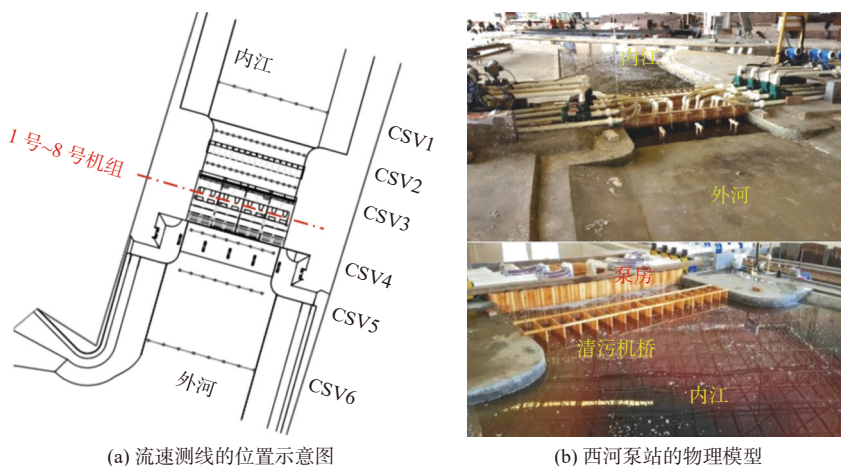 内江
1 号~8 号机组
CSV1
CSV2
CSV3
CSV4
CSV5
CSV6
外河
(a) 流速测线的位置示意图
内江
外河
泵房
清污机桥
内江
(b) 西河泵站的物理模型